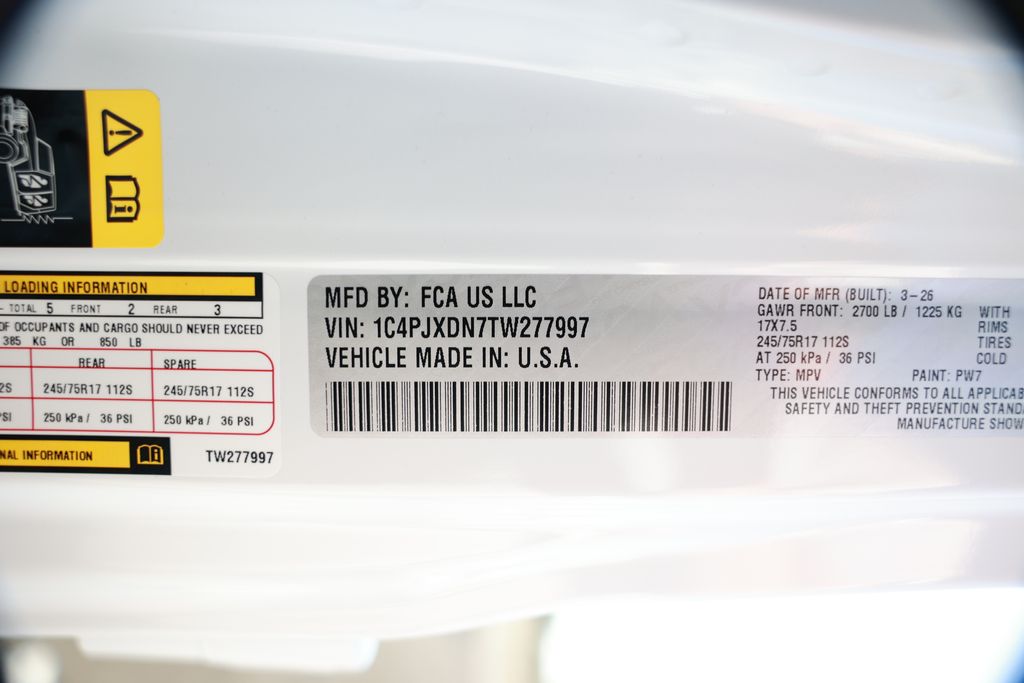 LOADING INFORMATION
- TOTAL 5 FRONT 2 REAR 3
OF OCCUPANTS AND CARGO SHOULD NEVER EXCEED
385 KG OR 850 LB
REAR SPARE
2S 245/75R17 112S 245/75R17 112S
PSI 250 kPa / 36 PSI 250 kPa / 36 PSI
NAL INFORMATION
TW277997
MFD BY: FCA US LLC
VIN: 1C4PJXDN7TW277997
VEHICLE MADE IN: U.S.A.
DATE OF MFR (BUILT): 3-26
GAWR FRONT: 2700 LB / 1225 KG WITH
17X7.5 RIMS
245/75R17 112S TIRES
AT 250 kPa / 36 PSI COLD
TYPE: MPV PAINT: PW7
THIS VEHICLE CONFORMS TO ALL APPLICAB
SAFETY AND THEFT PREVENTION STANDA
MANUFACTURE SHOW